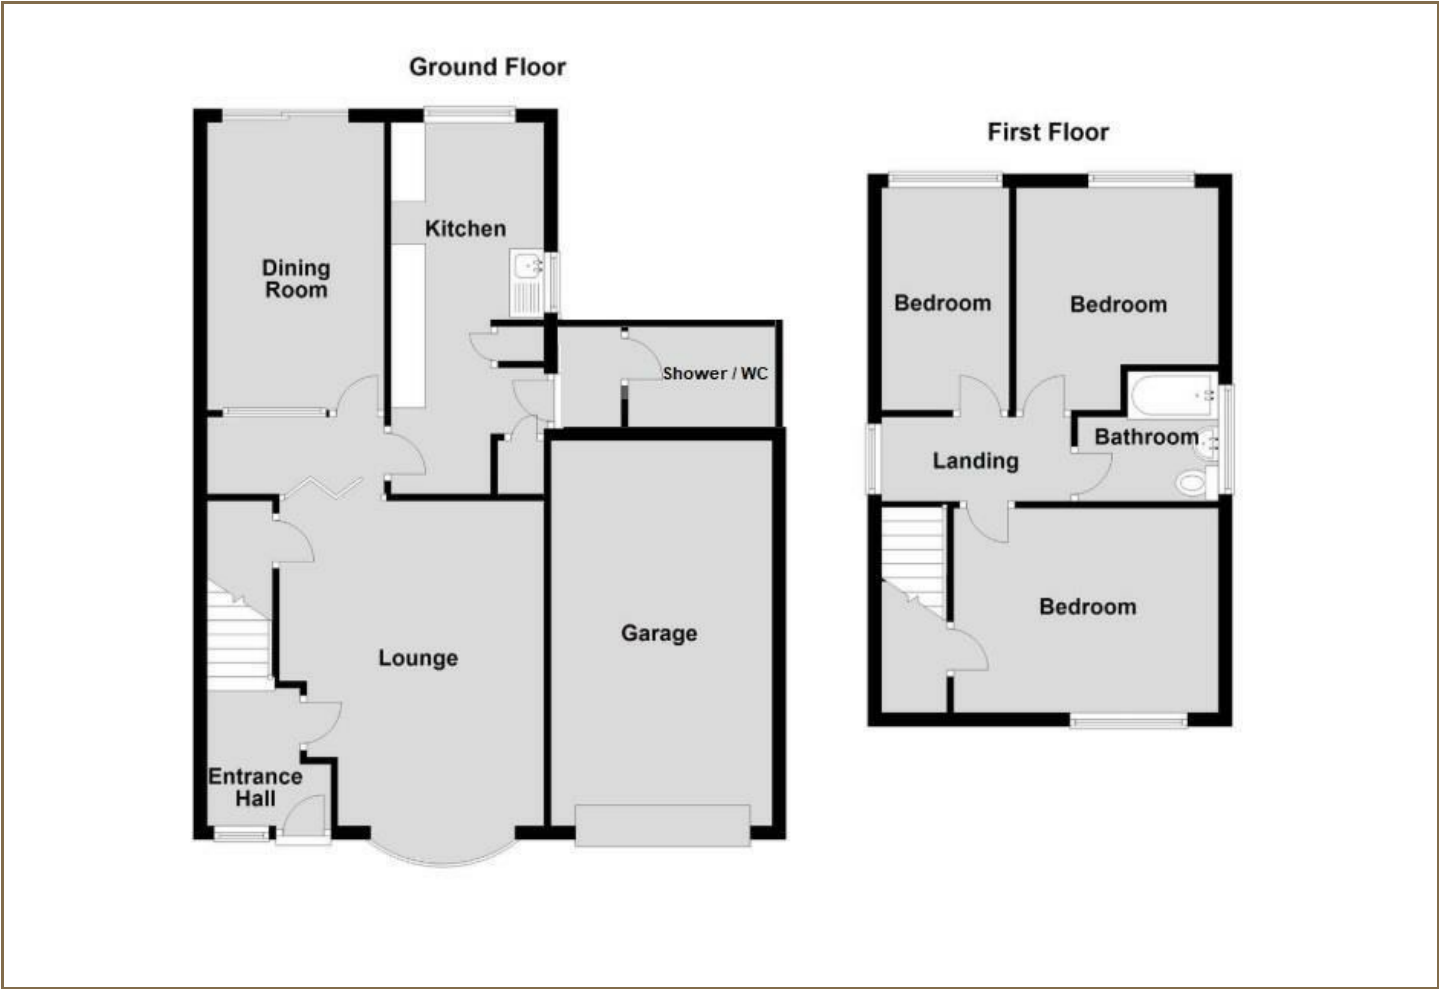 Ground Floor
Kitchen
Dining
Room
Shower / WC
Lounge
Garage
Entrance
Hall
First Floor
Bedroom
Bedroom
Bathroom
Landing
Bedroom